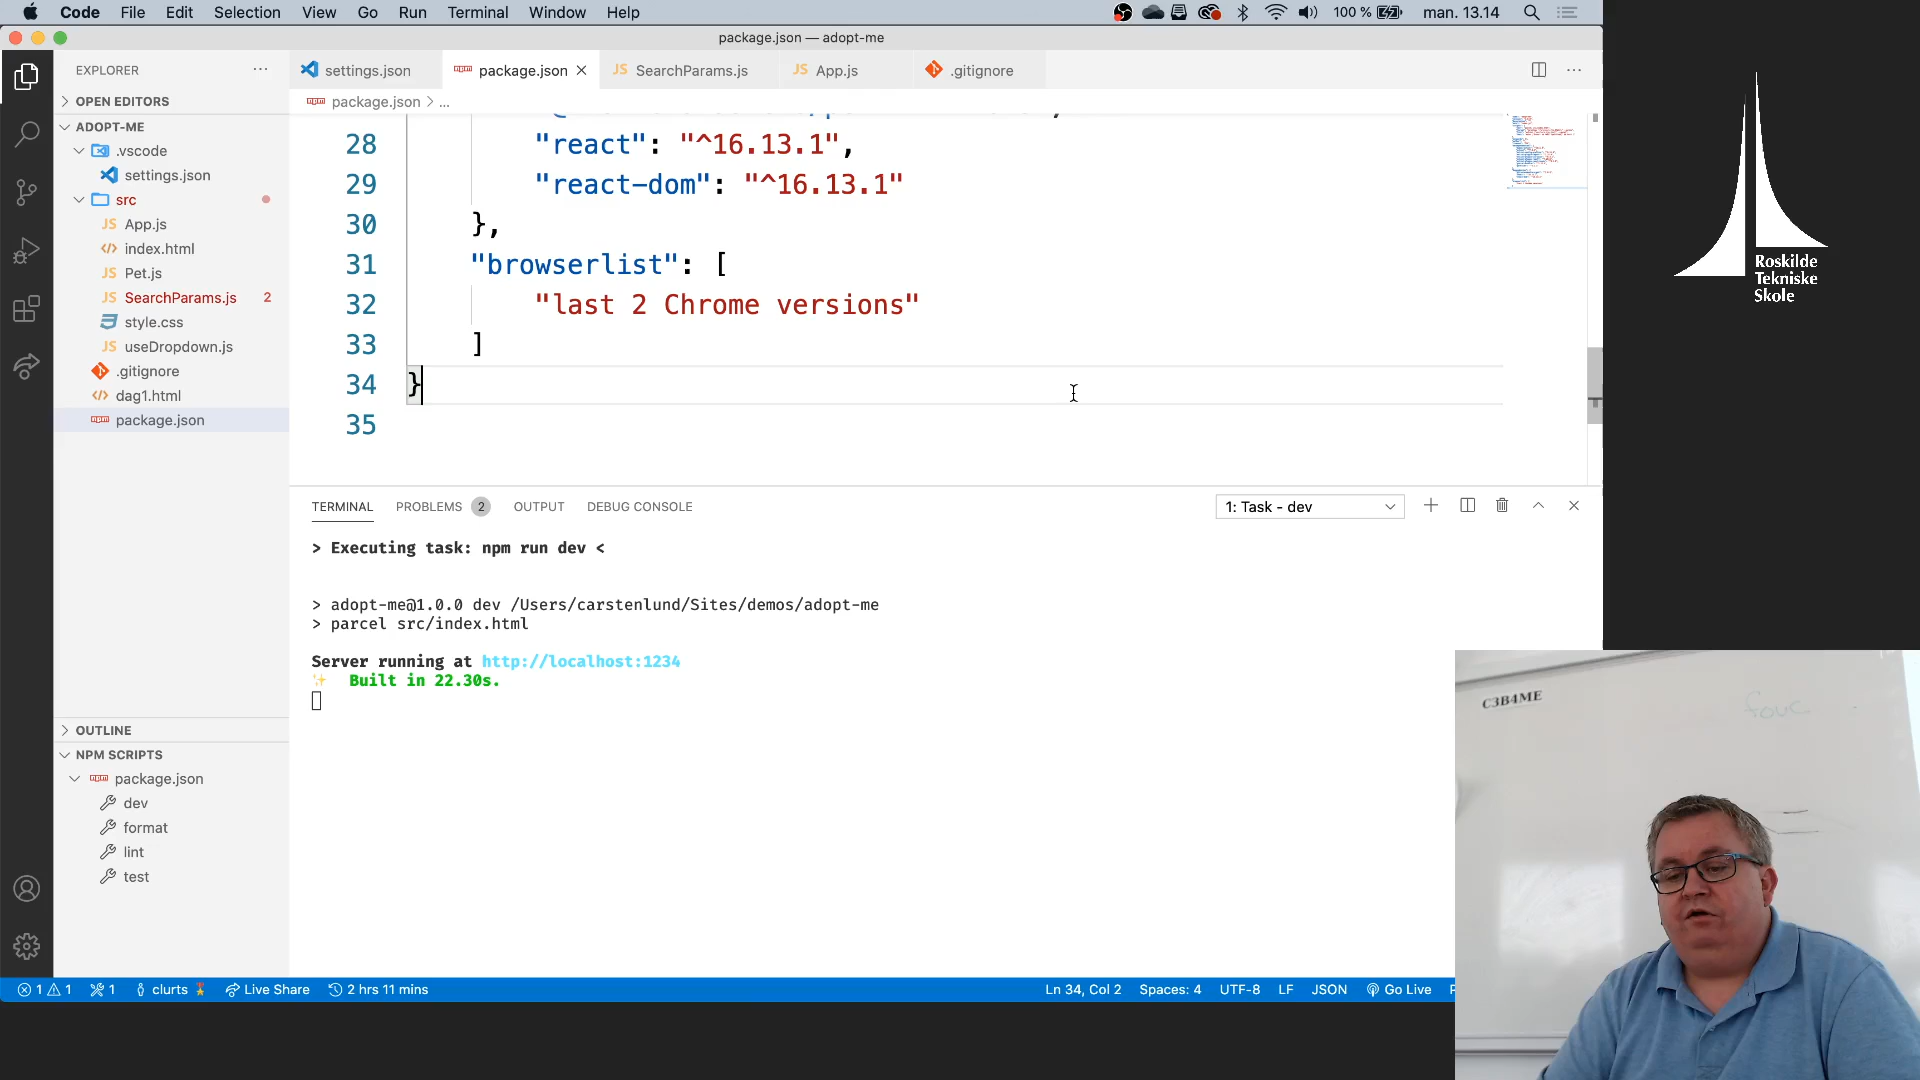 Code File Edit Selection View Go Run Terminal Window Help
100 % man. 13.14
package.json — adopt-me
EXPLORER
settings.json
package.json
JS SearchParams.js
JS App.js
.gitignore
OPEN EDITORS
package.json > ...
ADOPT-ME
.vscode
settings.json
src
JS App.js
index.html
JS Pet.js
JS SearchParams.js 2
style.css
JS useDropdown.js
.gitignore
dag1.html
package.json
28 "react": "^16.13.1",
29 "react-dom": "^16.13.1"
30 },
31 "browserlist": [
32 "last 2 Chrome versions"
33 ]
34 }
35
TERMINAL PROBLEMS 2 OUTPUT DEBUG CONSOLE
1: Task - dev
> Executing task: npm run dev <
> adopt-me@1.0.0 dev /Users/carstenlund/Sites/demos/adopt-me
> parcel src/index.html
Server running at http://localhost:1234
Built in 22.30s.
OUTLINE
NPM SCRIPTS
package.json
dev
format
lint
test
1 1 1 clurts Live Share 2 hrs 11 mins
Ln 34, Col 2 Spaces: 4 UTF-8 LF JSON Go Live
Roskilde
Tekniske
Skole
C3B4ME
fouc